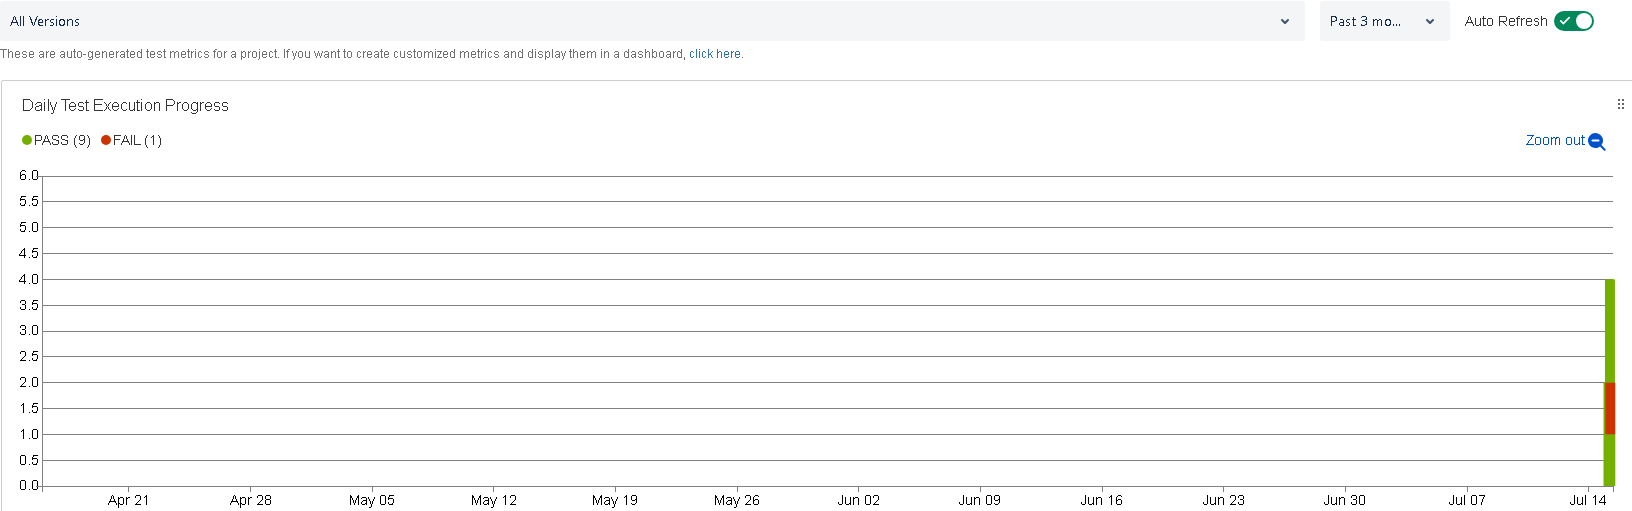 All Versions Past 3 mo... Auto Refresh
These are auto-generated test metrics for a project. If you want to create customized metrics and display them in a dashboard, click here.
Daily Test Execution Progress
PASS (9) FAIL (1) Zoom out
6.0
5.5
5.0
4.5
4.0
3.5
3.0
2.5
2.0
1.5
1.0
0.5
0.0
Apr 21 Apr 28 May 05 May 12 May 19 May 26 Jun 02 Jun 09 Jun 16 Jun 23 Jun 30 Jul 07 Jul 14